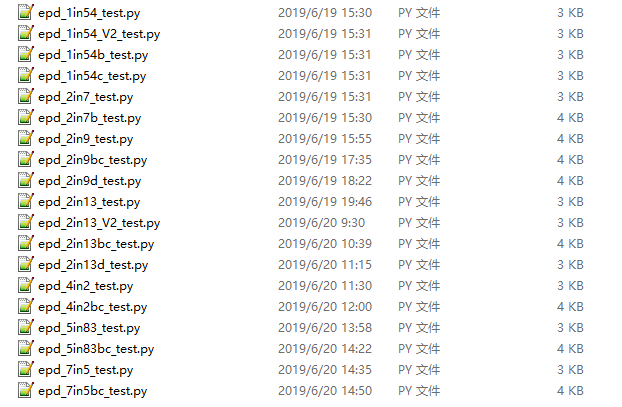 epd_1in54_test.py 2019/6/19 15:30 PY 文件 3 KB
epd_1in54_V2_test.py 2019/6/19 15:31 PY 文件 3 KB
epd_1in54b_test.py 2019/6/19 15:31 PY 文件 3 KB
epd_1in54c_test.py 2019/6/19 15:31 PY 文件 3 KB
epd_2in7_test.py 2019/6/19 15:31 PY 文件 3 KB
epd_2in7b_test.py 2019/6/19 15:30 PY 文件 4 KB
epd_2in9_test.py 2019/6/19 15:55 PY 文件 4 KB
epd_2in9bc_test.py 2019/6/19 17:35 PY 文件 4 KB
epd_2in9d_test.py 2019/6/19 18:22 PY 文件 4 KB
epd_2in13_test.py 2019/6/19 19:46 PY 文件 3 KB
epd_2in13_V2_test.py 2019/6/20 9:30 PY 文件 3 KB
epd_2in13bc_test.py 2019/6/20 10:39 PY 文件 4 KB
epd_2in13d_test.py 2019/6/20 11:15 PY 文件 3 KB
epd_4in2_test.py 2019/6/20 11:30 PY 文件 3 KB
epd_4in2bc_test.py 2019/6/20 12:00 PY 文件 4 KB
epd_5in83_test.py 2019/6/20 13:58 PY 文件 3 KB
epd_5in83bc_test.py 2019/6/20 14:22 PY 文件 4 KB
epd_7in5_test.py 2019/6/20 14:35 PY 文件 3 KB
epd_7in5bc_test.py 2019/6/20 14:50 PY 文件 4 KB